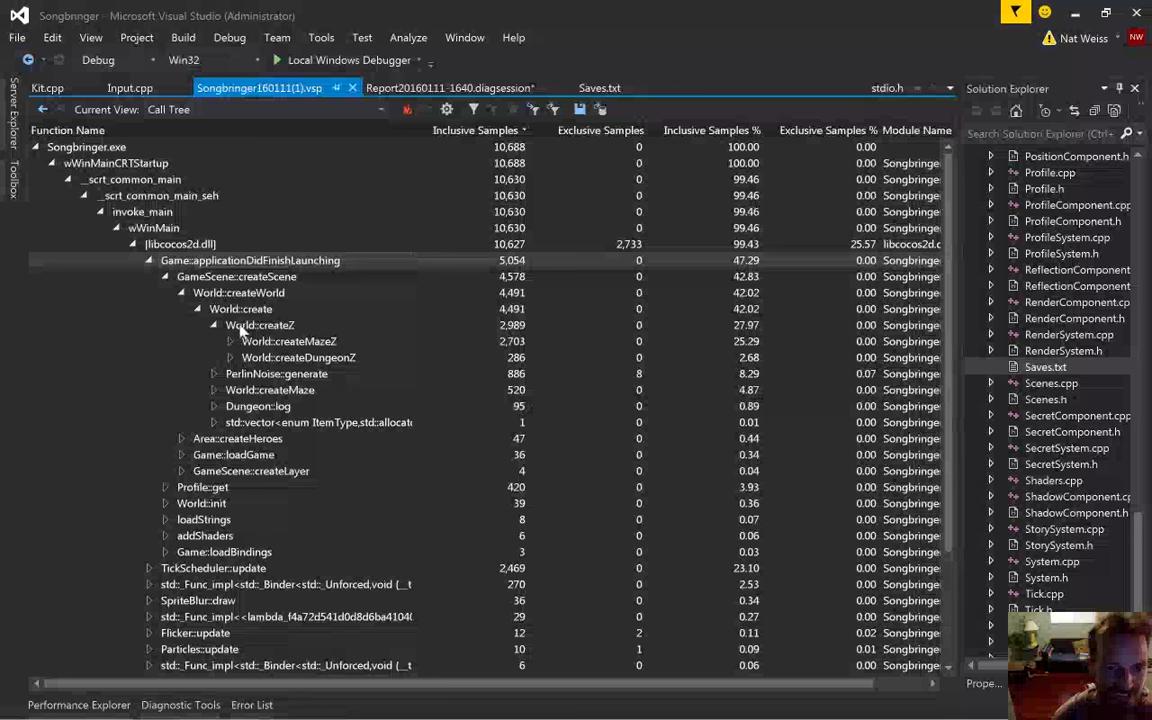 Songbringer - Microsoft Visual Studio (Administrator)
File Edit View Project Build Debug Team Tools Test Analyze Window Help Nat Weiss NW
Debug Win32 Local Windows Debugger
Server Explorer
Toolbox
Kit.cpp Input.cpp Songbringer160111(1).vsp Report20160111-1640.diagsession* Saves.txt stdio.h
Current View: Call Tree
Function Name Inclusive Samples Exclusive Samples Inclusive Samples % Exclusive Samples % Module Name
Songbringer.exe 10,688 0 100.00 0.00
wWinMainCRTStartup 10,688 0 100.00 0.00 Songbringe
__scrt_common_main 10,630 0 99.46 0.00 Songbringe
__scrt_common_main_seh 10,630 0 99.46 0.00 Songbringe
invoke_main 10,630 0 99.46 0.00 Songbringe
wWinMain 10,630 0 99.46 0.00 Songbringe
[libcocos2d.dll] 10,627 2,733 99.43 25.57 libcocos2d.d
Game::applicationDidFinishLaunching 5,054 0 47.29 0.00 Songbringe
GameScene::createScene 4,578 0 42.83 0.00 Songbringe
World::createWorld 4,491 0 42.02 0.00 Songbringe
World::create 4,491 0 42.02 0.00 Songbringe
World::createZ 2,989 0 27.97 0.00 Songbringe
World::createMazeZ 2,703 0 25.29 0.00 Songbringe
World::createDungeonZ 286 0 2.68 0.00 Songbringe
PerlinNoise::generate 886 8 8.29 0.07 Songbringe
World::createMaze 520 0 4.87 0.00 Songbringe
Dungeon::log 95 0 0.89 0.00 Songbringe
std::vector<enum ItemType,std::allocat 1 0 0.01 0.00 Songbringe
Area::createHeroes 47 0 0.44 0.00 Songbringe
Game::loadGame 36 0 0.34 0.00 Songbringe
GameScene::createLayer 4 0 0.04 0.00 Songbringe
Profile::get 420 0 3.93 0.00 Songbringe
World::init 39 0 0.36 0.00 Songbringe
loadStrings 8 0 0.07 0.00 Songbringe
addShaders 6 0 0.06 0.00 Songbringe
Game::loadBindings 3 0 0.03 0.00 Songbringe
TickScheduler::update 2,469 0 23.10 0.00 Songbringe
std::_Func_impl<std::_Binder<std::_Unforced,void (__t 270 0 2.53 0.00 Songbringe
SpriteBlur::draw 36 0 0.34 0.00 Songbringe
std::_Func_impl<<lambda_f4a72d541d0d8d6ba4104 29 0 0.27 0.00 Songbringe
Flicker::update 12 2 0.11 0.02 Songbringe
Particles::update 10 1 0.09 0.01 Songbringe
std::_Func_impl<std::_Binder<std::_Unforced,void (__t 6 0 0.06 0.00 Songbringe
Performance Explorer Diagnostic Tools Error List
Solution Explorer
Search Solution Explorer (Ctrl+
PositionComponent.h
Profile.cpp
Profile.h
ProfileComponent.cpp
ProfileComponent.h
ProfileSystem.cpp
ProfileSystem.h
ReflectionComponent
ReflectionComponent
RenderComponent.cp
RenderComponent.h
RenderSystem.cpp
RenderSystem.h
Saves.txt
Scenes.cpp
Scenes.h
SecretComponent.cpp
SecretComponent.h
SecretSystem.cpp
SecretSystem.h
Shaders.cpp
ShadowComponent.cp
ShadowComponent.h
StorySystem.cpp
StorySystem.h
System.cpp
System.h
Tick.cpp
Tick.h
Prope...